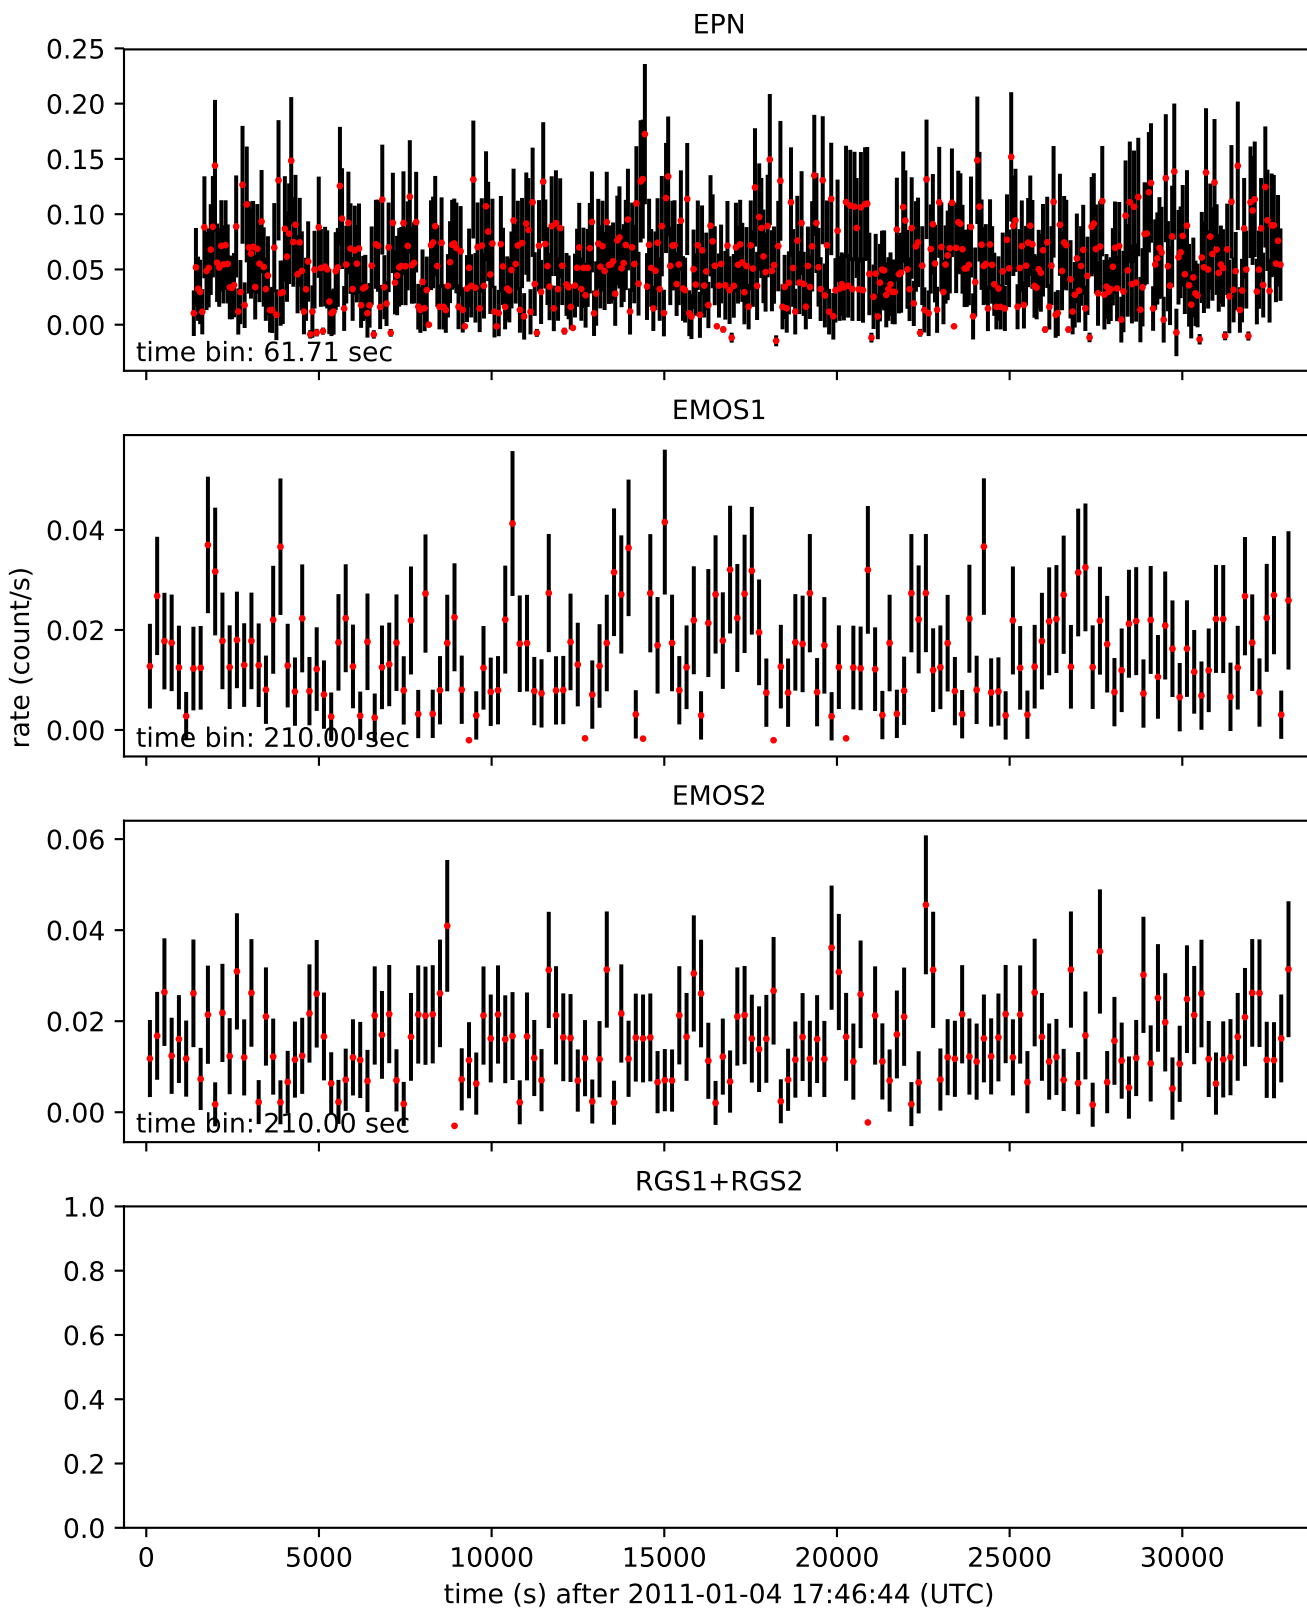 EPN
0.25
0.20
0.15
0.10
0.05
0.00
time bin: 61.71 sec
EMOS1
0.04
0.02
0.00
time bin: 210.00 sec
rate (count/s)
EMOS2
0.06
0.04
0.02
0.00
time bin: 210.00 sec
RGS1+RGS2
1.0
0.8
0.6
0.4
0.2
0.0
0 5000 10000 15000 20000 25000 30000
time (s) after 2011-01-04 17:46:44 (UTC)